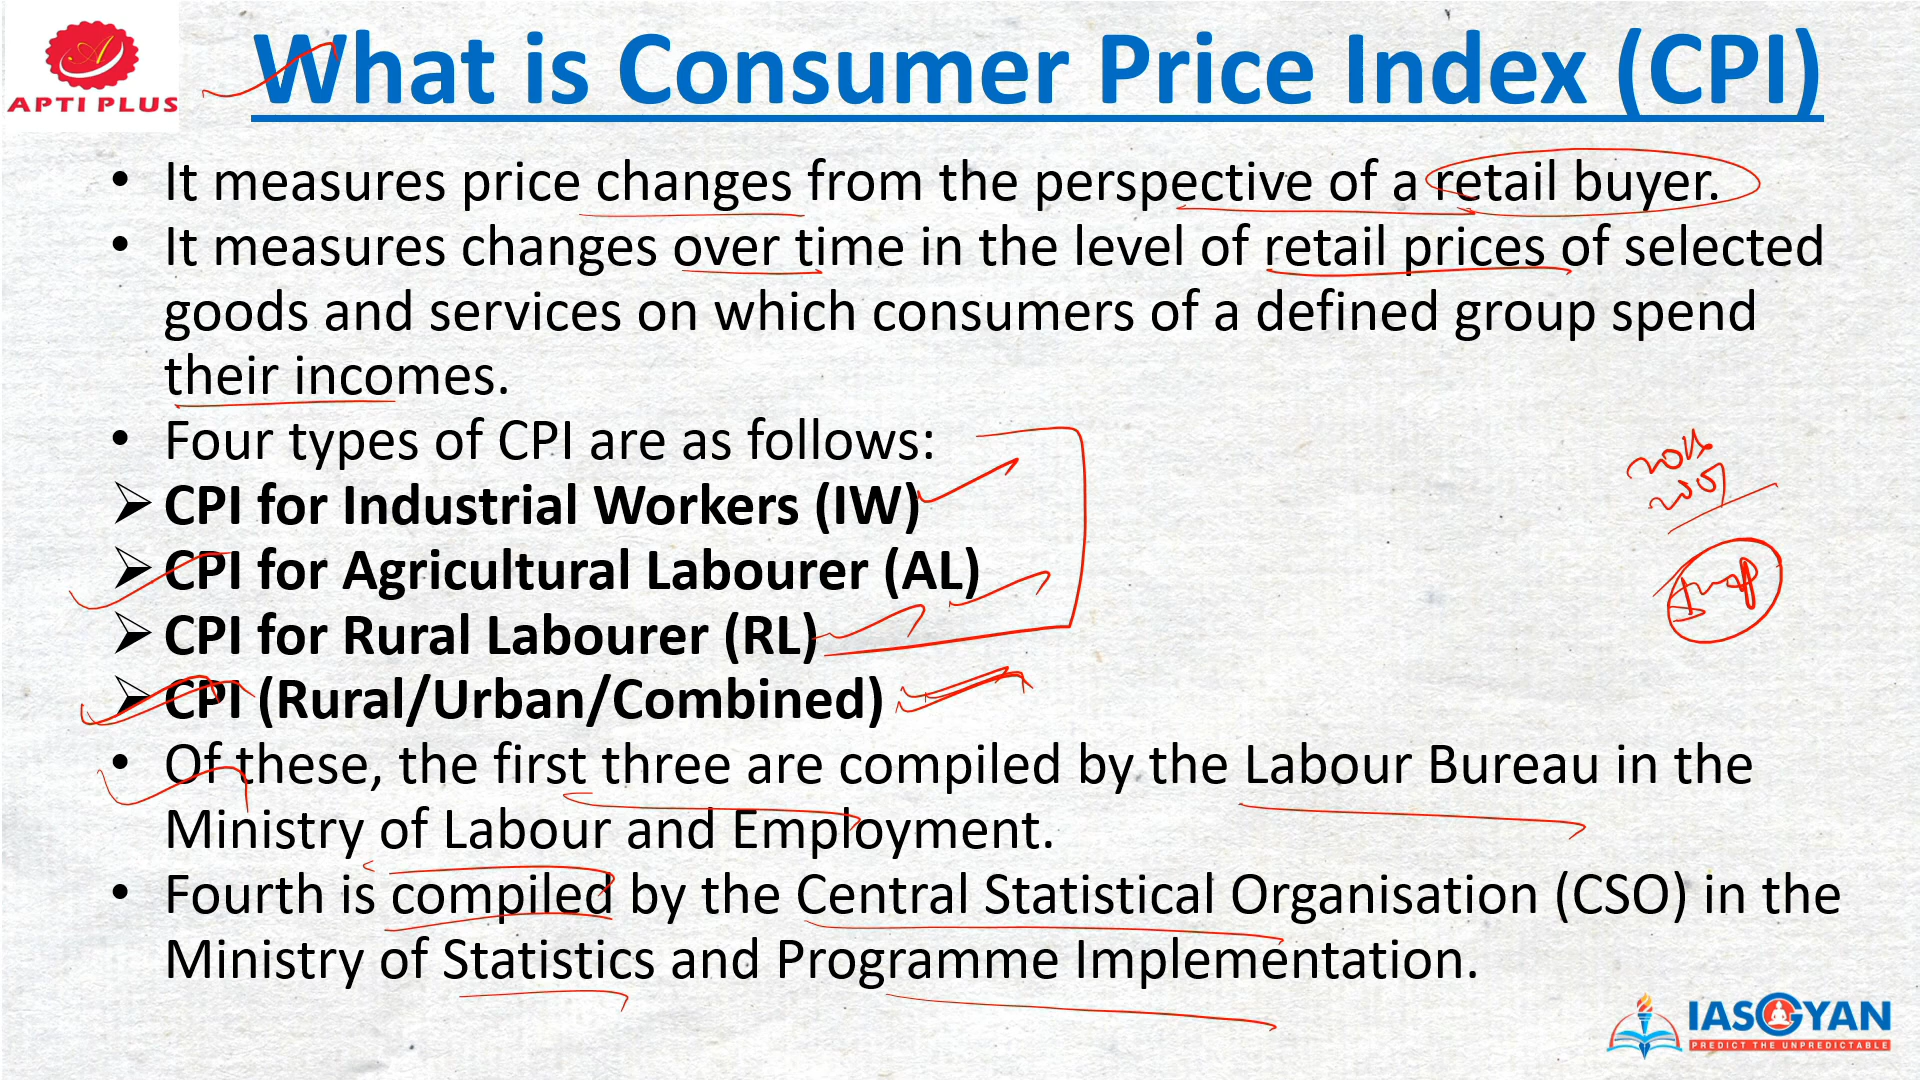 APTI PLUS
What is Consumer Price Index (CPI)
• It measures price changes from the perspective of a retail buyer.
• It measures changes over time in the level of retail prices of selected
goods and services on which consumers of a defined group spend
their incomes.
• Four types of CPI are as follows:
➢ CPI for Industrial Workers (IW)
➢ CPI for Agricultural Labourer (AL)
➢ CPI for Rural Labourer (RL)
➢ CPI (Rural/Urban/Combined)
• Of these, the first three are compiled by the Labour Bureau in the
Ministry of Labour and Employment.
• Fourth is compiled by the Central Statistical Organisation (CSO) in the
Ministry of Statistics and Programme Implementation.
IASGYAN
PREDICT THE UNPREDICTABLE